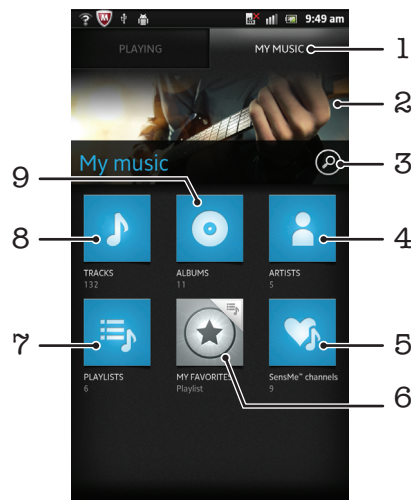 9:49 am
PLAYING MY MUSIC 1
2
My music 3
9
8 4
TRACKS ALBUMS ARTISTS
132 11 5
7 5
PLAYLISTS MY FAVORITES SensMe™ channels
6 Playlist 9
6